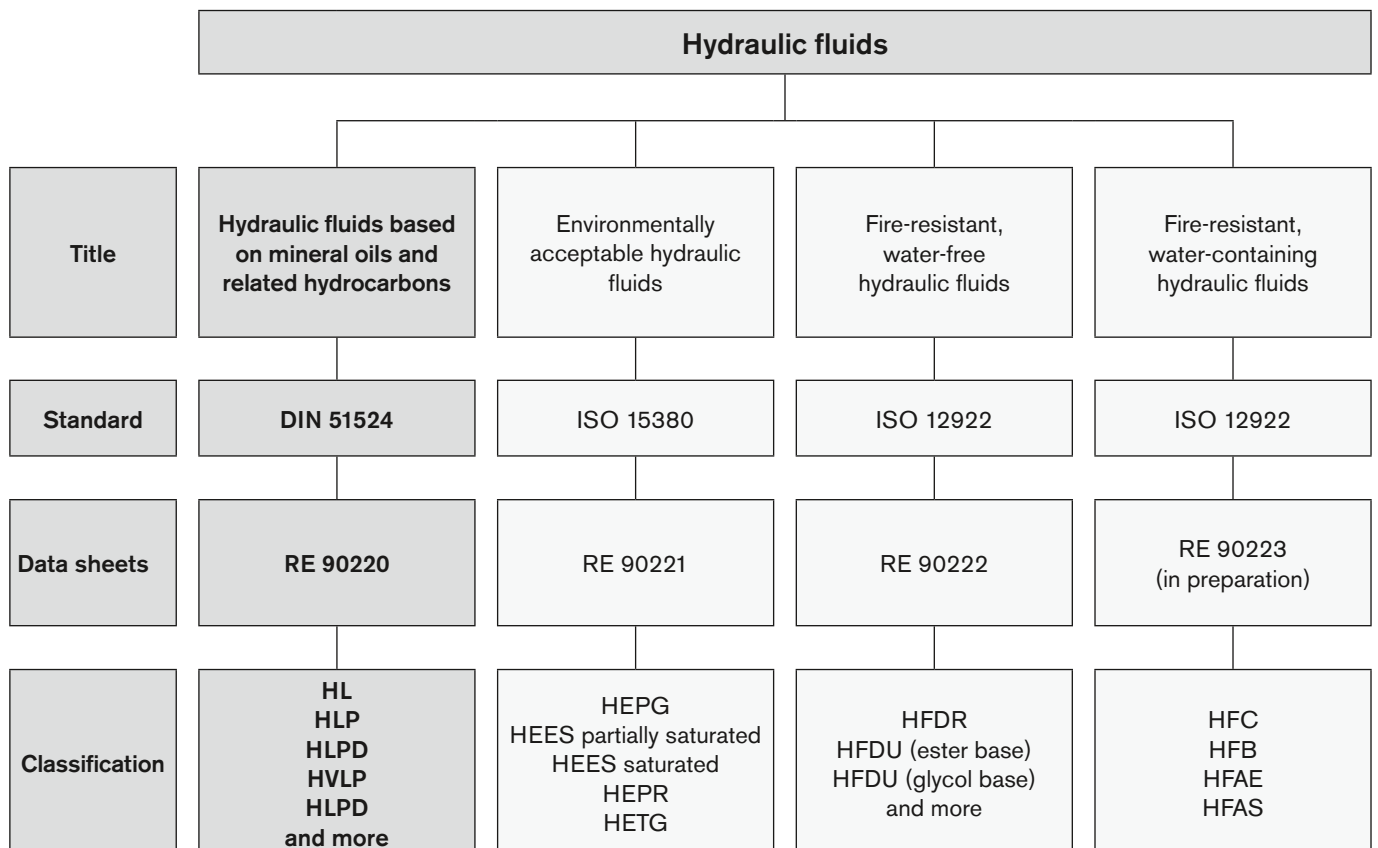 Hydraulic fluids
Title
Hydraulic fluids based
on mineral oils and
related hydrocarbons
Environmentally
acceptable hydraulic
fluids
Fire-resistant,
water-free
hydraulic fluids
Fire-resistant,
water-containing
hydraulic fluids
Standard
DIN 51524
ISO 15380
ISO 12922
ISO 12922
Data sheets
RE 90220
RE 90221
RE 90222
RE 90223
(in preparation)
Classification
HL
HLP
HLPD
HVLP
HLPD
and more
HEPG
HEES partially saturated
HEES saturated
HEPR
HETG
HFDR
HFDU (ester base)
HFDU (glycol base)
and more
HFC
HFB
HFAE
HFAS